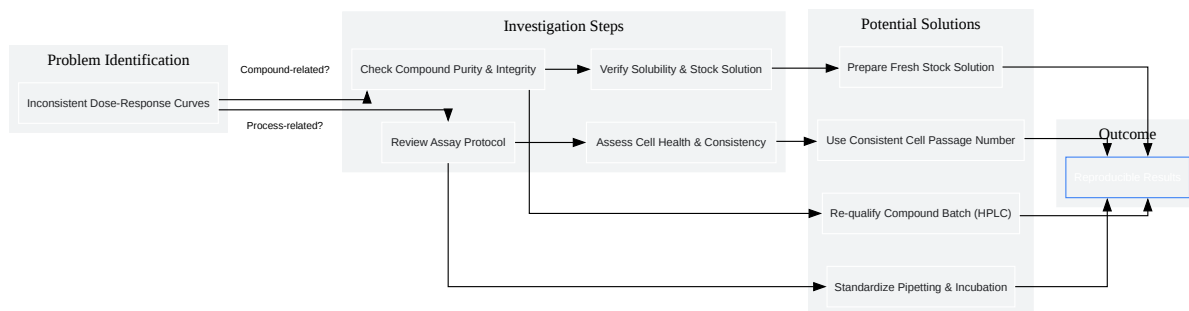 Problem Identification
Inconsistent Dose-Response Curves
Compound-related?
Process-related?
Investigation Steps
Check Compound Purity & Integrity
Verify Solubility & Stock Solution
Review Assay Protocol
Assess Cell Health & Consistency
Potential Solutions
Prepare Fresh Stock Solution
Use Consistent Cell Passage Number
Re-qualify Compound Batch (HPLC)
Standardize Pipetting & Incubation
Outcome
Reproducible Results